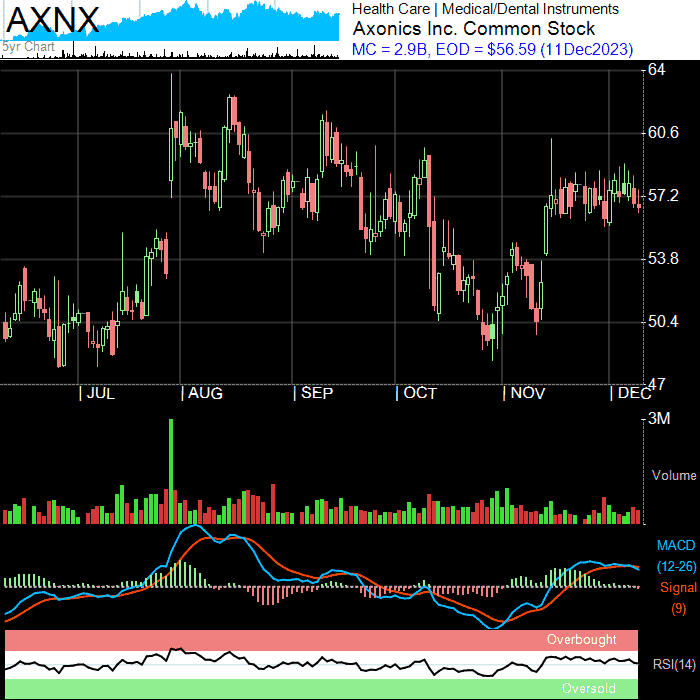 AXNX
5yr Chart
Health Care | Medical/Dental Instruments
Axonics Inc. Common Stock
MC = 2.9B, EOD = $56.59 (11Dec2023)
64
60.6
57.2
53.8
50.4
47
| JUL | AUG | SEP | OCT | NOV | DEC
3M
Volume
MACD
(12-26)
Signal
(9)
Overbought
RSI(14)
Oversold